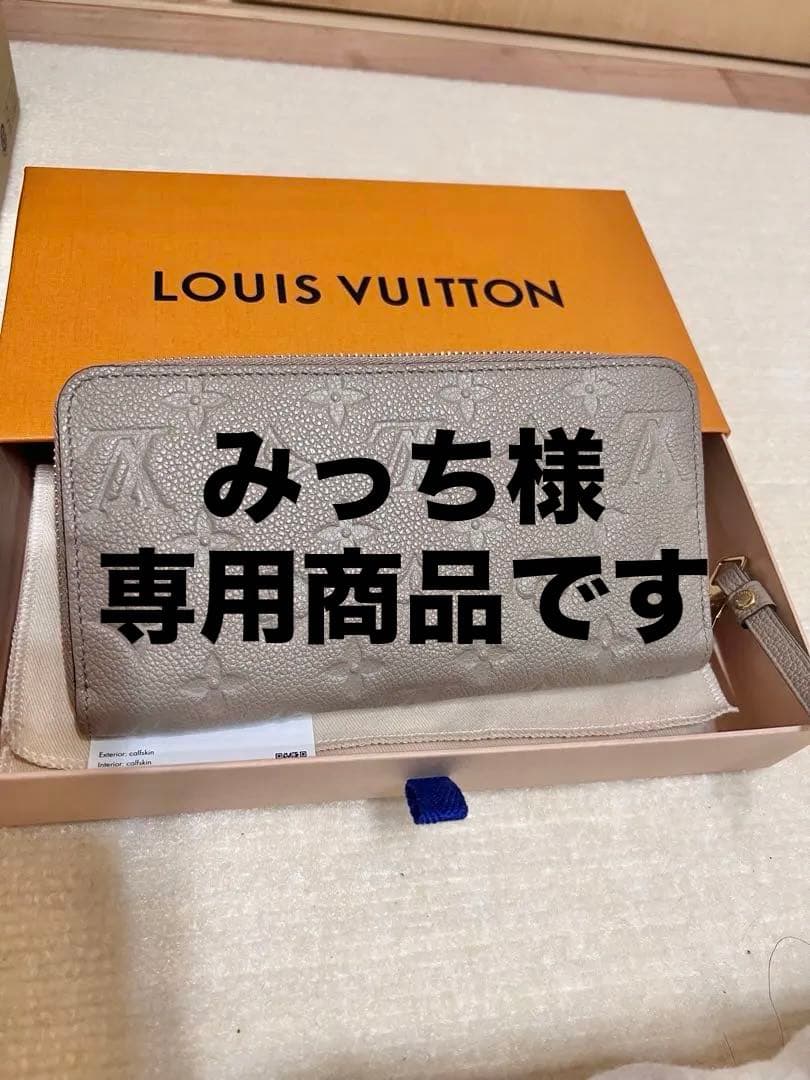 LOUIS VUITTON
みっち様
専用商品です
Exterior: calfskin
Interior: calfskin